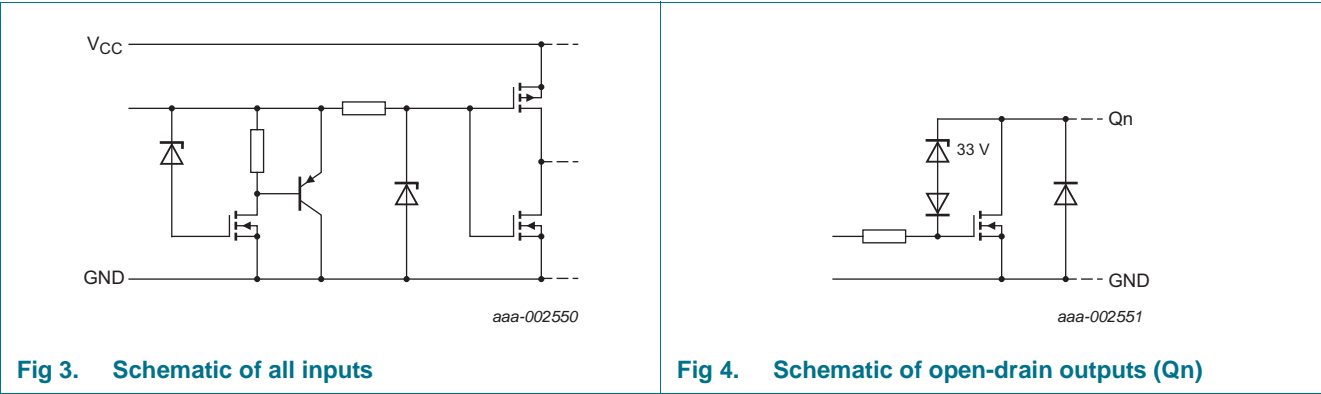 VCC
GND
aaa-002550
Fig 3. Schematic of all inputs
Qn
33 V
GND
aaa-002551
Fig 4. Schematic of open-drain outputs (Qn)